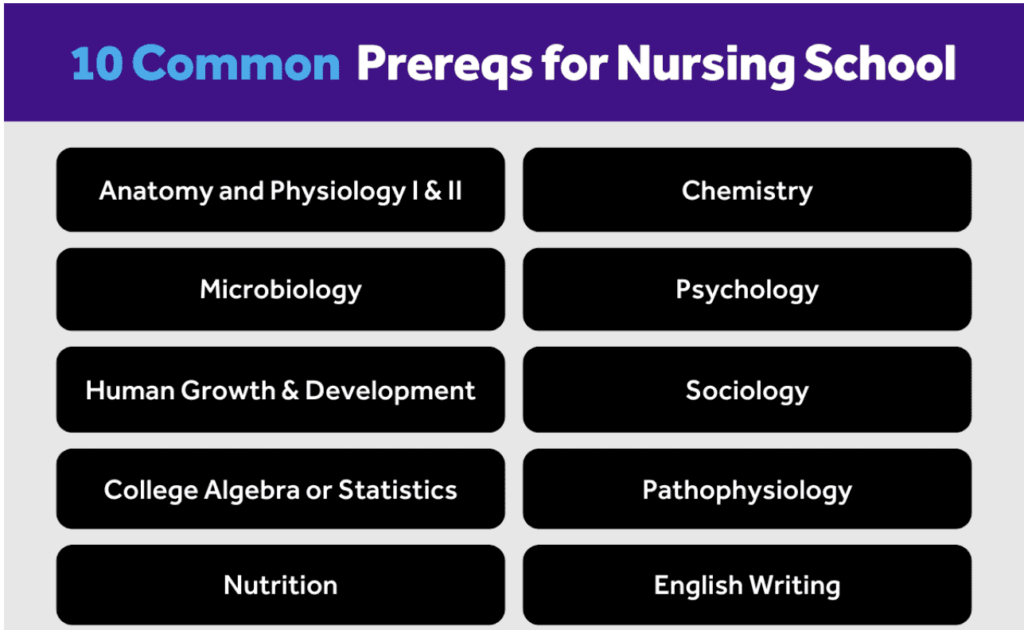 10 Common Prereqs for Nursing School
Anatomy and Physiology I & II
Chemistry
Microbiology
Psychology
Human Growth & Development
Sociology
College Algebra or Statistics
Pathophysiology
Nutrition
English Writing